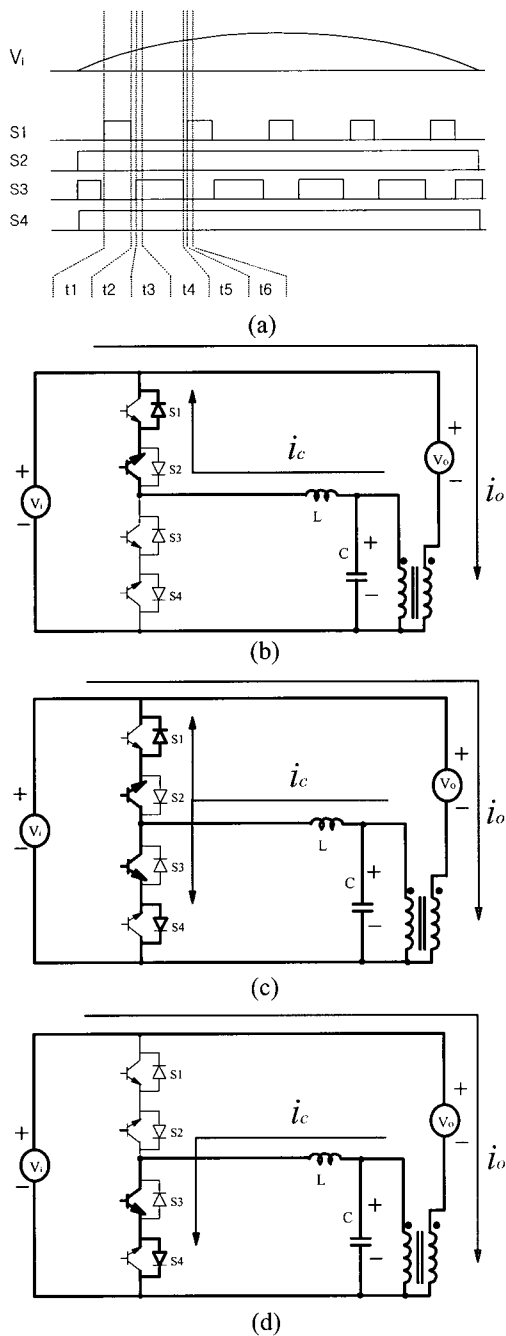 Vi
S1
S2
S3
S4
t1 t2 t3 t4 t5 t6
(a)
S1
+
ic
+
S2
Vo
Vi
−
−
L
io
S3
C
+
S4
−
(b)
S1
+
ic
+
S2
Vo
Vi
−
−
L
io
S3
C
+
S4
−
(c)
S1
+
ic
+
S2
Vo
Vi
−
−
L
io
S3
C
+
S4
−
(d)